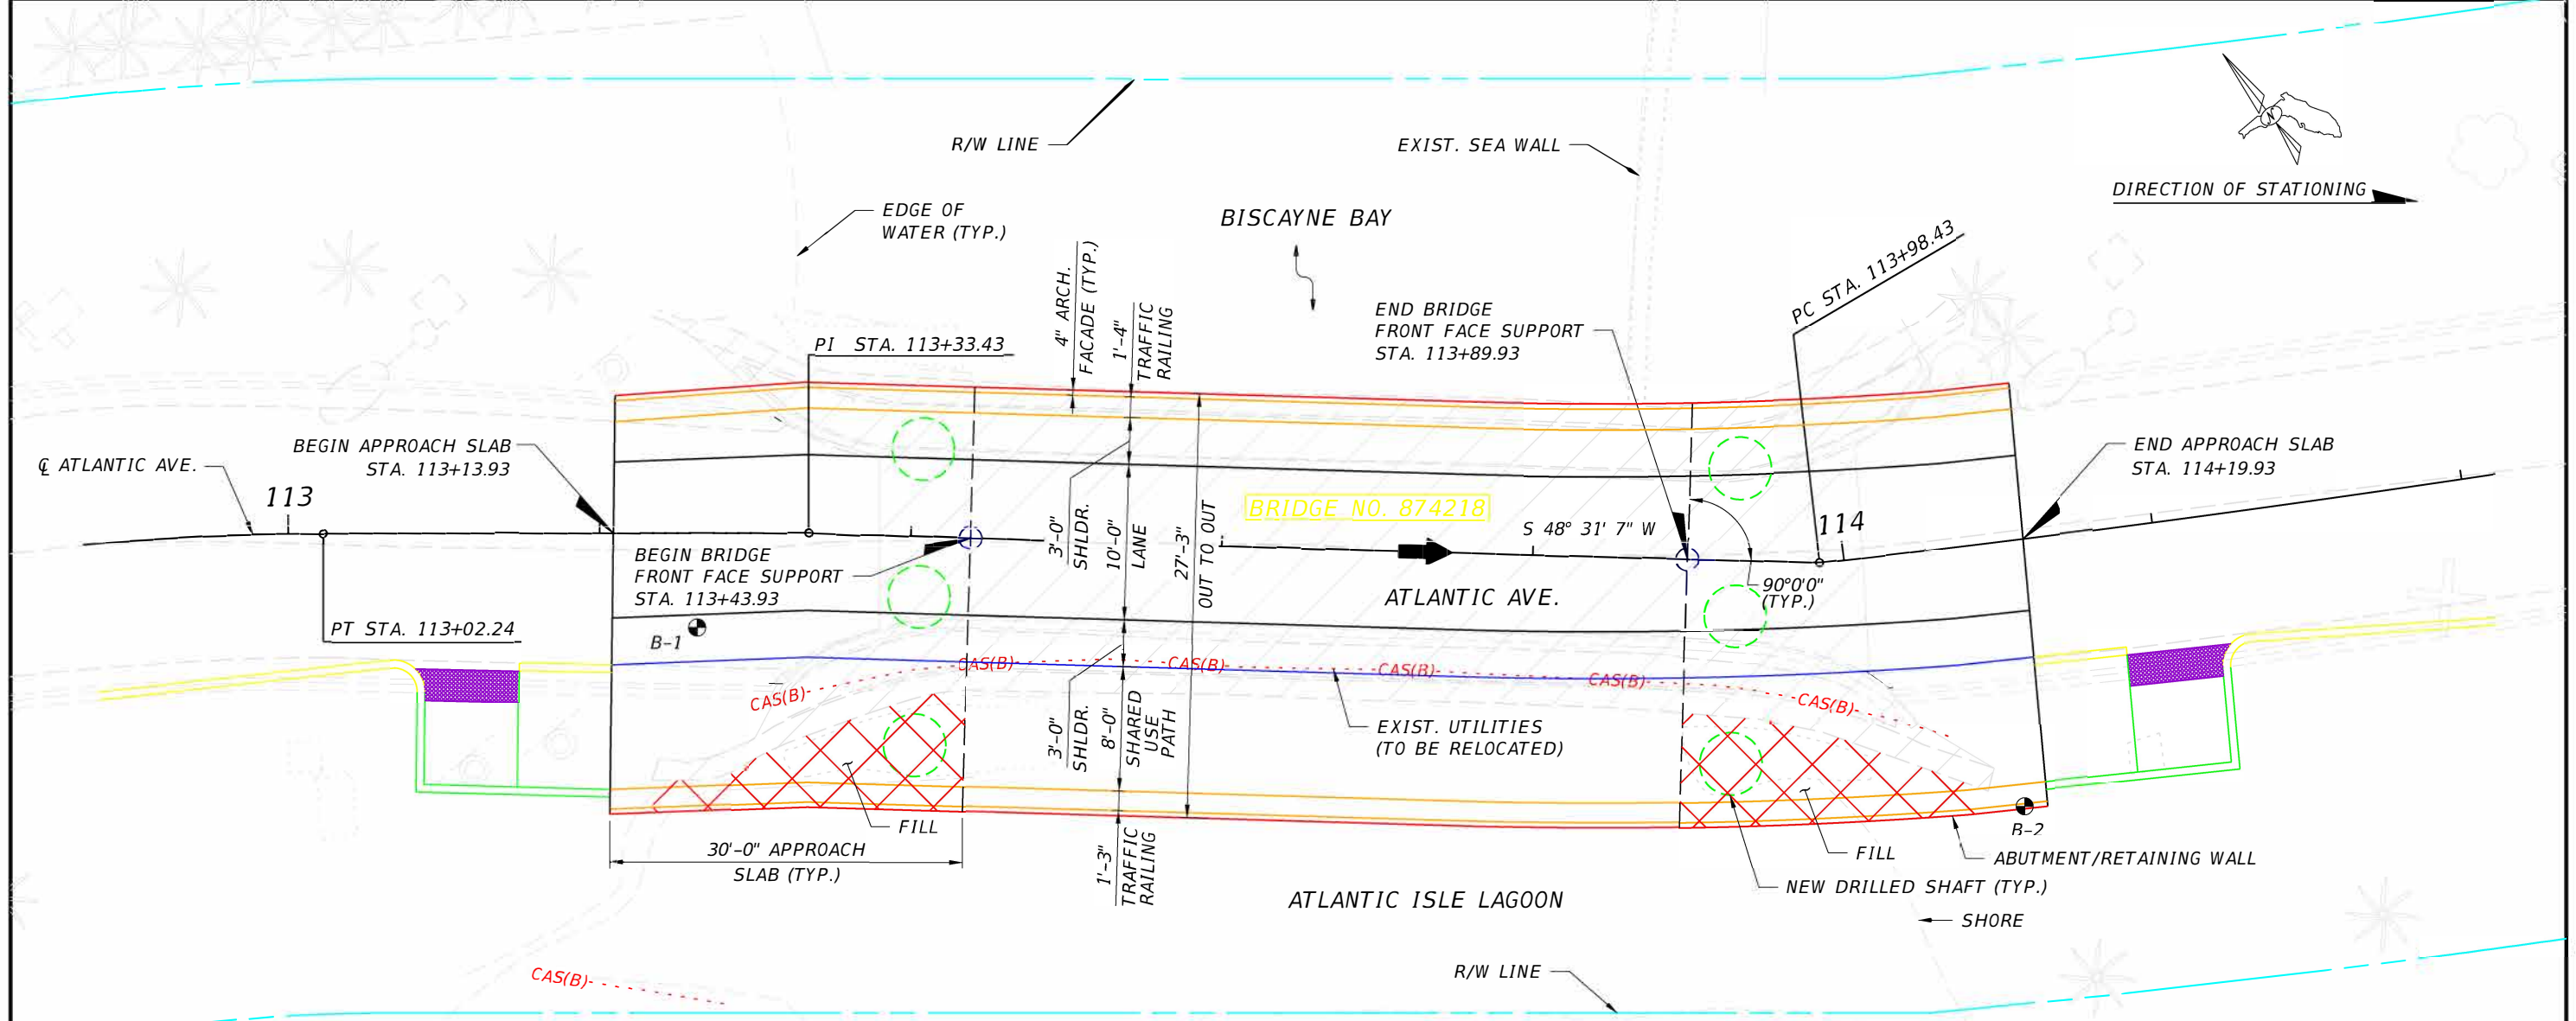 R/W LINE
EXIST. SEA WALL
N
DIRECTION OF STATIONING
EDGE OF
WATER (TYP.)
BISCAYNE BAY
PC STA. 113+98.43
4" ARCH.
FACADE (TYP.)
1'-4"
TRAFFIC
RAILING
END BRIDGE
FRONT FACE SUPPORT
STA. 113+89.93
PI STA. 113+33.43
BEGIN APPROACH SLAB
STA. 113+13.93
END APPROACH SLAB
STA. 114+19.93
℄ ATLANTIC AVE.
113
BRIDGE NO. 874218
S 48° 31' 7" W
114
3'-0"
SHLDR.
10'-0"
LANE
27'-3"
OUT TO OUT
BEGIN BRIDGE
FRONT FACE SUPPORT
STA. 113+43.93
ATLANTIC AVE.
90°0'0"
(TYP.)
PT STA. 113+02.24
B-1
CAS(B)
CAS(B)
CAS(B)
CAS(B)
CAS(B)
CAS(B)
3'-0"
SHLDR.
8'-0"
SHARED
USE
PATH
EXIST. UTILITIES
(TO BE RELOCATED)
FILL
30'-0" APPROACH
SLAB (TYP.)
1'-3"
TRAFFIC
RAILING
B-2
FILL
ABUTMENT/RETAINING WALL
NEW DRILLED SHAFT (TYP.)
ATLANTIC ISLE LAGOON
SHORE
R/W LINE
CAS(B)